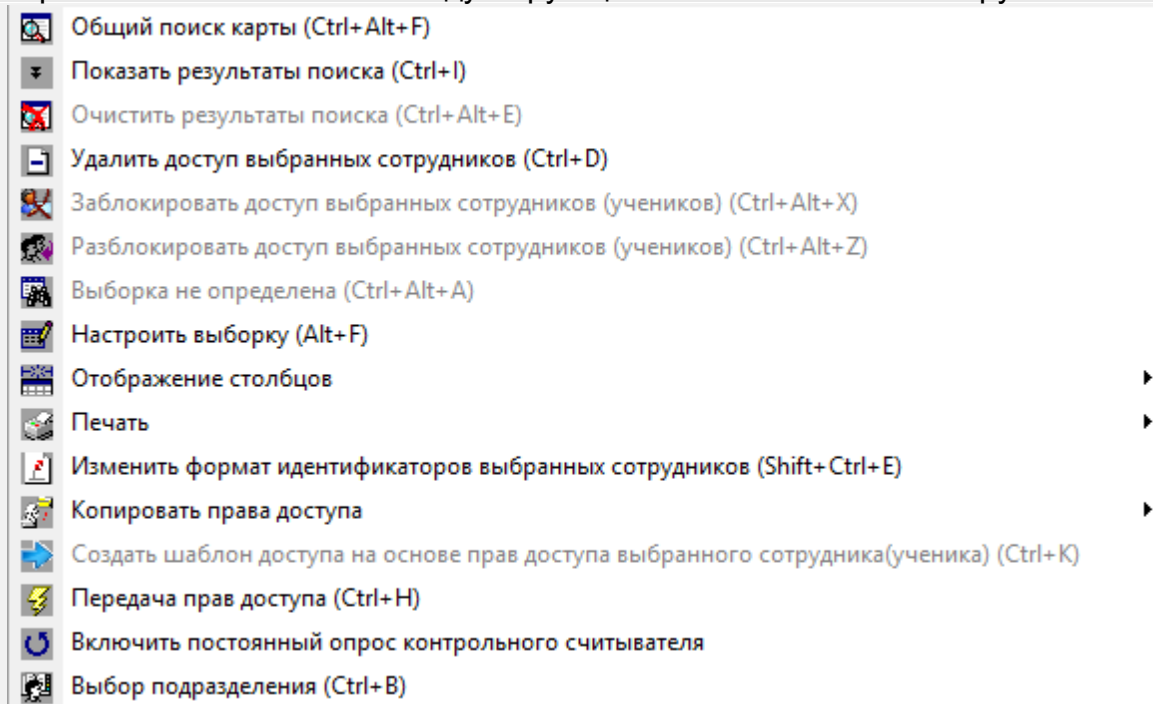 Общий поиск карты (Ctrl+Alt+F)
Показать результаты поиска (Ctrl+I)
Очистить результаты поиска (Ctrl+Alt+E)
Удалить доступ выбранных сотрудников (Ctrl+D)
Заблокировать доступ выбранных сотрудников (учеников) (Ctrl+Alt+X)
Разблокировать доступ выбранных сотрудников (учеников) (Ctrl+Alt+Z)
Выборка не определена (Ctrl+Alt+A)
Настроить выборку (Alt+F)
Отображение столбцов
Печать
Изменить формат идентификаторов выбранных сотрудников (Shift+Ctrl+E)
Копировать права доступа
Создать шаблон доступа на основе прав доступа выбранного сотрудника(ученика) (Ctrl+K)
Передача прав доступа (Ctrl+H)
Включить постоянный опрос контрольного считывателя
Выбор подразделения (Ctrl+B)